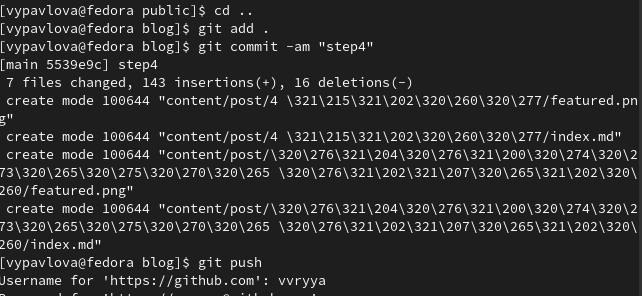 [vypavlova@fedora public]$ cd ..
[vypavlova@fedora blog]$ git add .
[vypavlova@fedora blog]$ git commit -am "step4"
[main 5539e9c] step4
 7 files changed, 143 insertions(+), 16 deletions(-)
 create mode 100644 "content/post/4 \321\215\321\202\320\260\320\277/featured.pn
g"
 create mode 100644 "content/post/4 \321\215\321\202\320\260\320\277/index.md"
 create mode 100644 "content/post/\320\276\321\204\320\276\321\200\320\274\320\2
73\320\265\320\275\320\270\320\265 \320\276\321\202\321\207\320\265\321\202\320\
260/featured.png"
 create mode 100644 "content/post/\320\276\321\204\320\276\321\200\320\274\320\2
73\320\265\320\275\320\270\320\265 \320\276\321\202\321\207\320\265\321\202\320\
260/index.md"
[vypavlova@fedora blog]$ git push
Username for 'https://github.com': vvryya